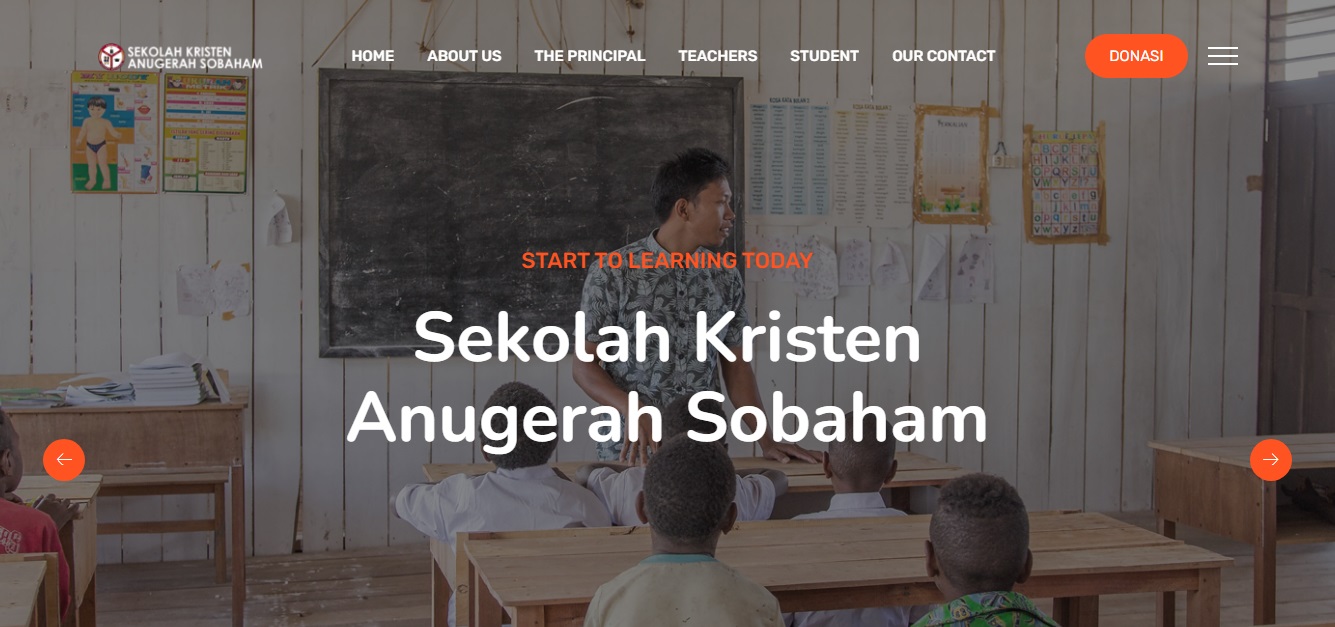 SEKOLAH KRISTEN
ANUGERAH SOBAHAM
HOME ABOUT US THE PRINCIPAL TEACHERS STUDENT OUR CONTACT
DONASI
START TO LEARNING TODAY
Sekolah Kristen
Anugerah Sobaham